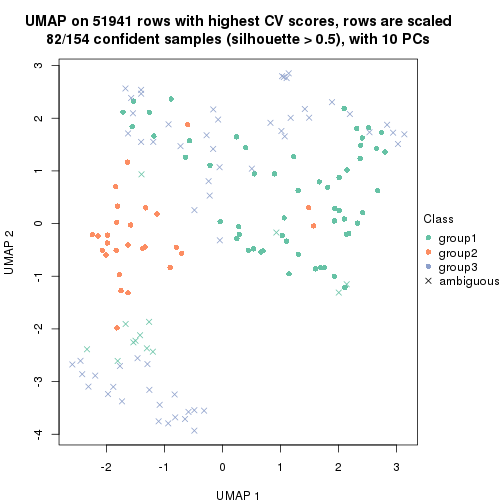 UMAP on 51941 rows with highest CV scores, rows are scaled
82/154 confident samples (silhouette > 0.5), with 10 PCs
3
2
1
0
-1
-2
-3
-4
UMAP 2
-2
-1
0
1
2
3
UMAP 1
Class
group1
group2
group3
ambiguous